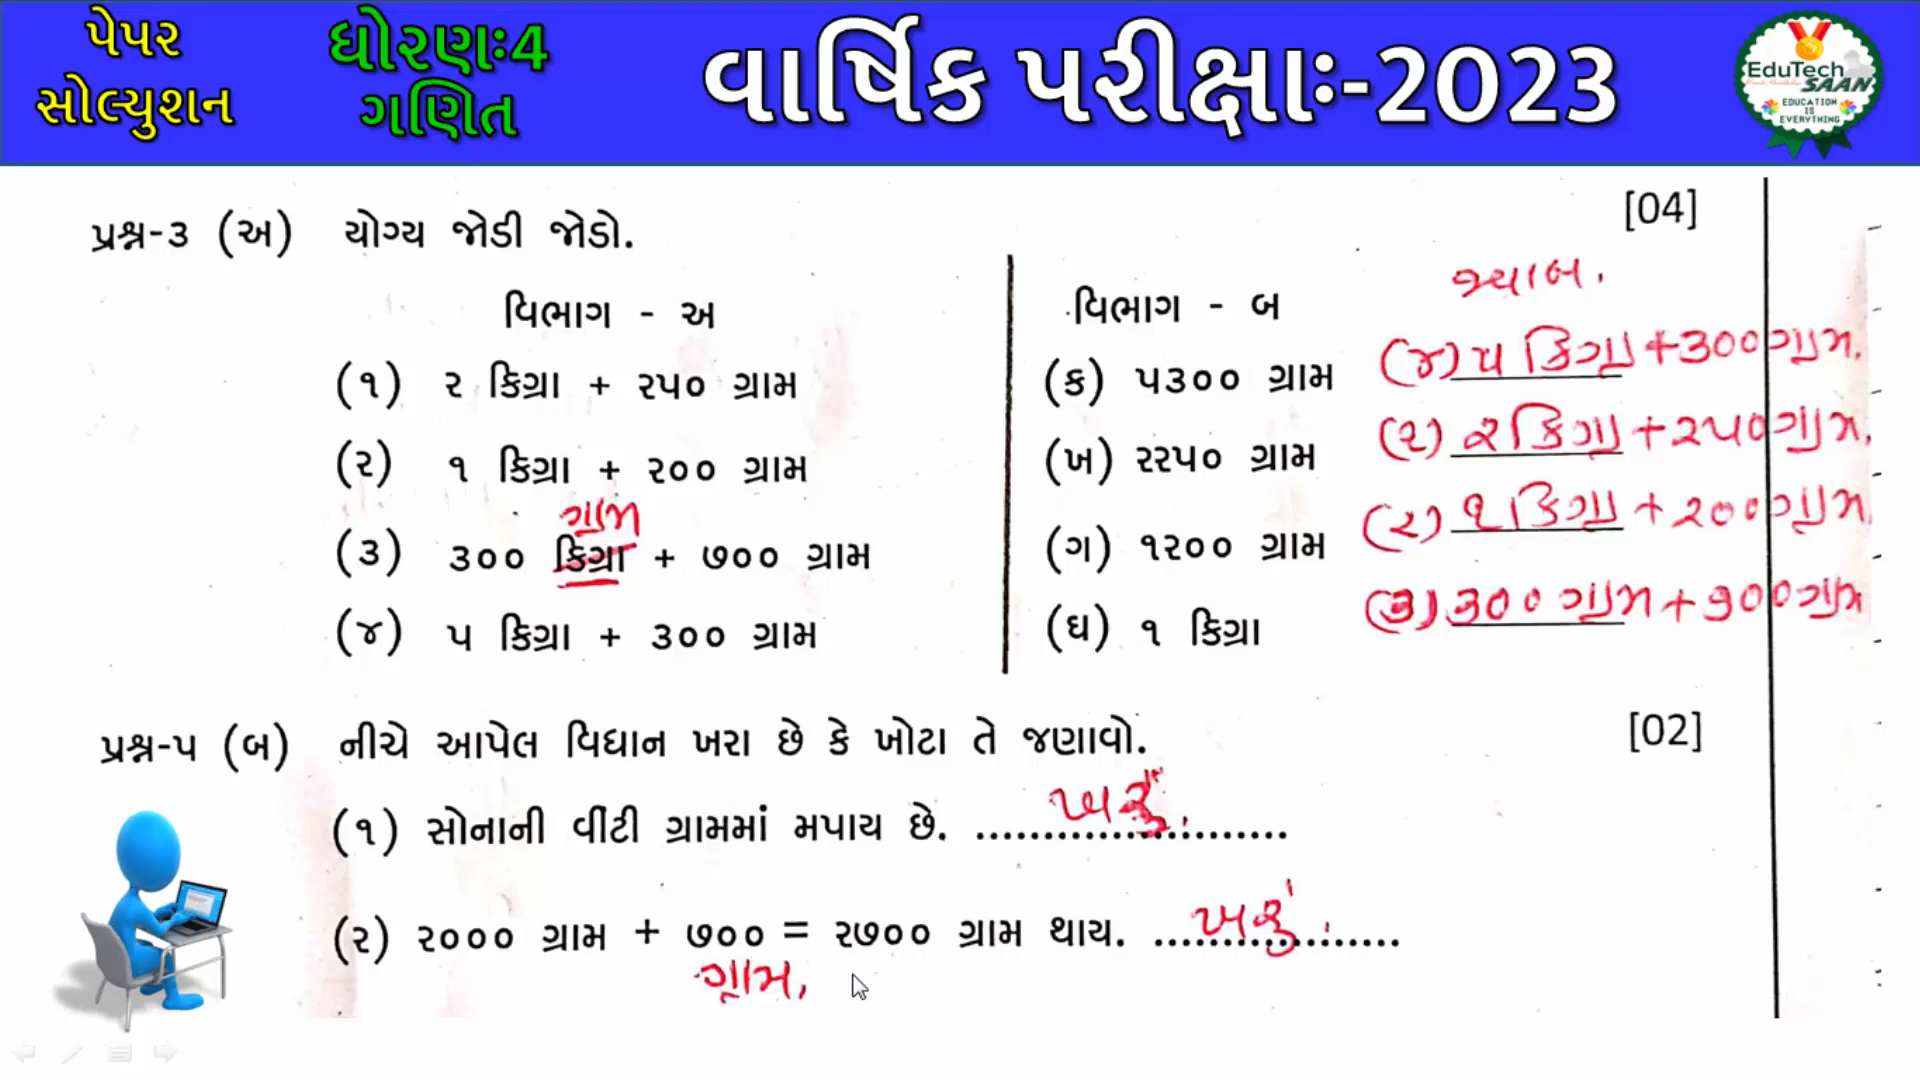 પેપર
સોલ્યુશન
ધોરણઃ4
ગણિત
વાર્ષિક પરીક્ષાઃ-2023
EduTech
SAAN
EDUCATION
IS
EVERYTHING
પ્રશ્ન-૩ (અ) યોગ્ય જોડી જોડો. [04]
વિભાગ - અ વિભાગ - બ જવાબ.
(૧) ૨ કિગ્રા + ૨૫૦ ગ્રામ (ક) ૫૩૦૦ ગ્રામ (૪) ૫ કિગ્રા +300 ગ્રામ.
(૨) ૧ કિગ્રા + ૨૦૦ ગ્રામ (ખ) ૨૨૫૦ ગ્રામ (૧) ૨ કિગ્રા +૨૫૦ ગ્રામ.
ગ્રામ
(૩) ૩૦૦ કિગ્રા + ૭૦૦ ગ્રામ (ગ) ૧૨૦૦ ગ્રામ (૨) ૧ કિગ્રા + ૨૦૦ ગ્રામ.
(૪) ૫ કિગ્રા + ૩૦૦ ગ્રામ (ઘ) ૧ કિગ્રા (૩) ૩૦૦ ગ્રામ + ૭૦૦ ગ્રામ
પ્રશ્ન-૫ (બ) નીચે આપેલ વિધાન ખરા છે કે ખોટા તે જણાવો. [02]
(૧) સોનાની વીંટી ગ્રામમાં મપાય છે. ખરું.
(૨) ૨૦૦૦ ગ્રામ + ૭૦૦ = ૨૭૦૦ ગ્રામ થાય. ખરું.
ગ્રામ.